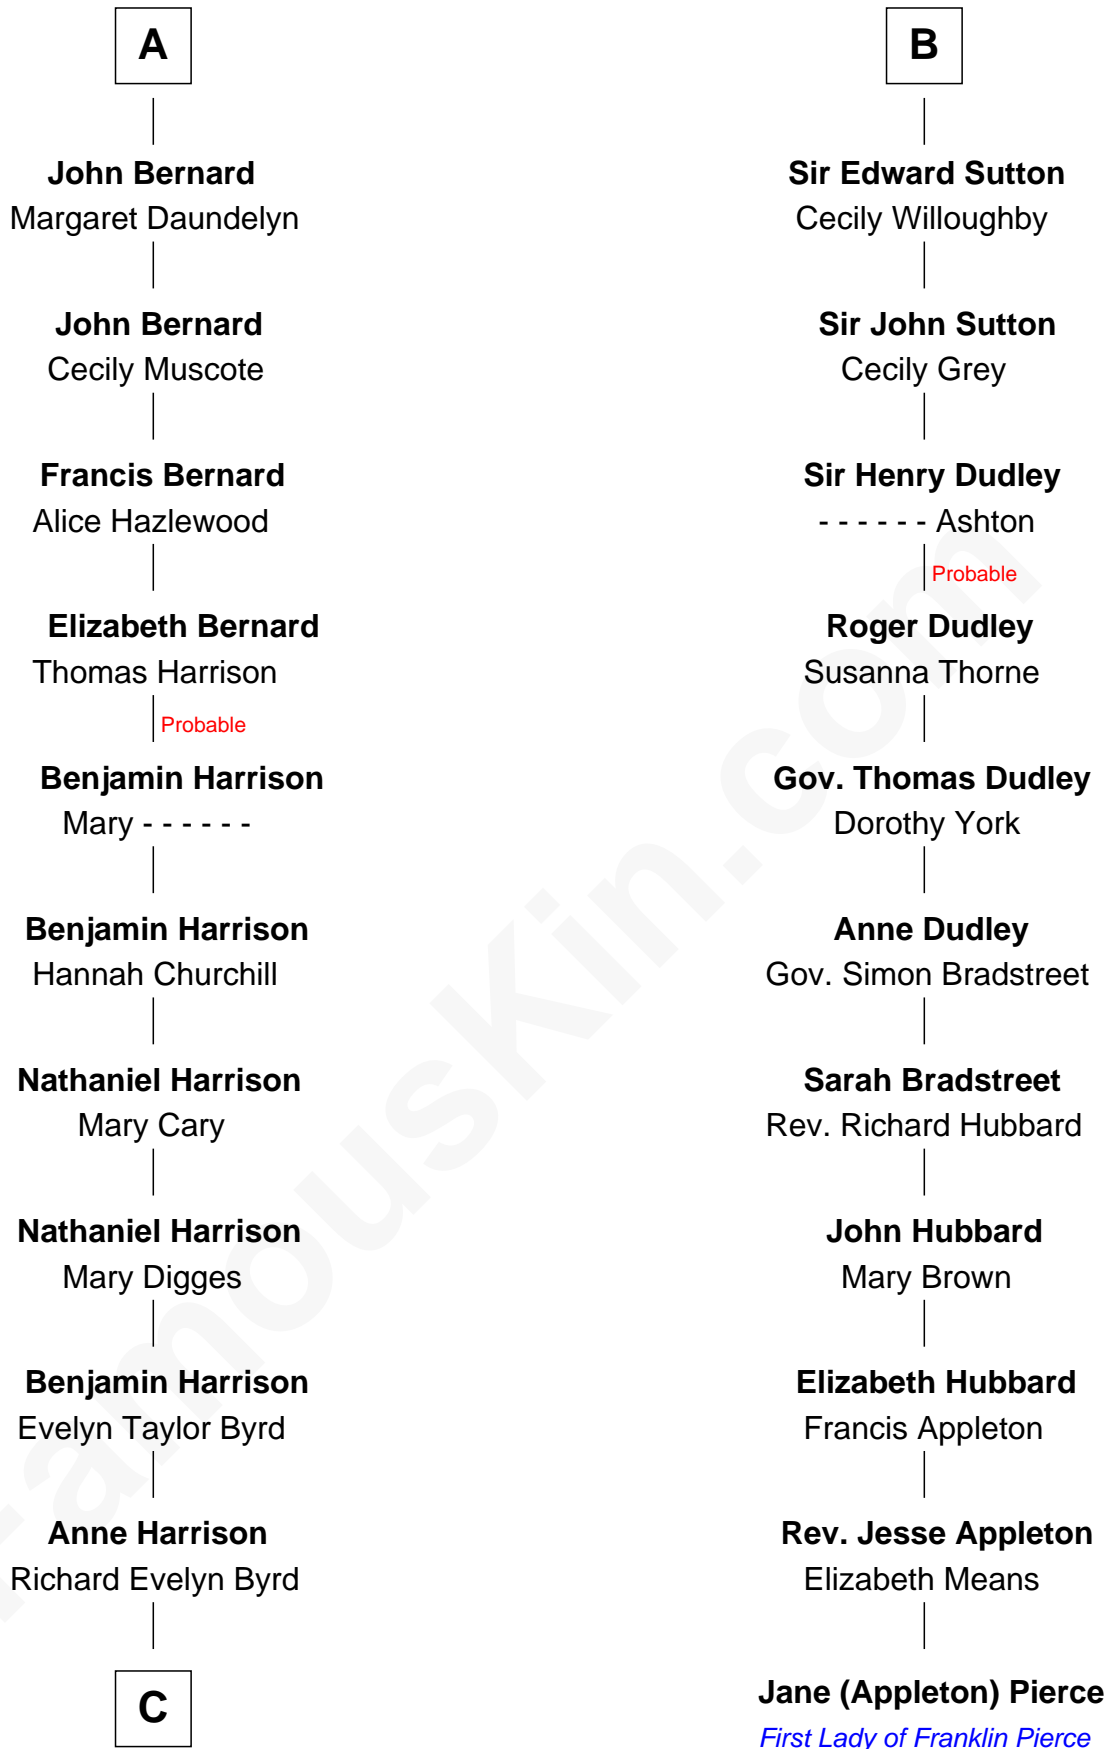 A
John Bernard
Margaret Daundelyn
John Bernard
Cecily Muscote
Francis Bernard
Alice Hazlewood
Elizabeth Bernard
Thomas Harrison
Probable
Benjamin Harrison
Mary - - - - - -
Benjamin Harrison
Hannah Churchill
Nathaniel Harrison
Mary Cary
Nathaniel Harrison
Mary Digges
Benjamin Harrison
Evelyn Taylor Byrd
Anne Harrison
Richard Evelyn Byrd
C
B
Sir Edward Sutton
Cecily Willoughby
Sir John Sutton
Cecily Grey
Sir Henry Dudley
- - - - - - Ashton
Probable
Roger Dudley
Susanna Thorne
Gov. Thomas Dudley
Dorothy York
Anne Dudley
Gov. Simon Bradstreet
Sarah Bradstreet
Rev. Richard Hubbard
John Hubbard
Mary Brown
Elizabeth Hubbard
Francis Appleton
Rev. Jesse Appleton
Elizabeth Means
Jane (Appleton) Pierce
First Lady of Franklin Pierce
FamousKin.com